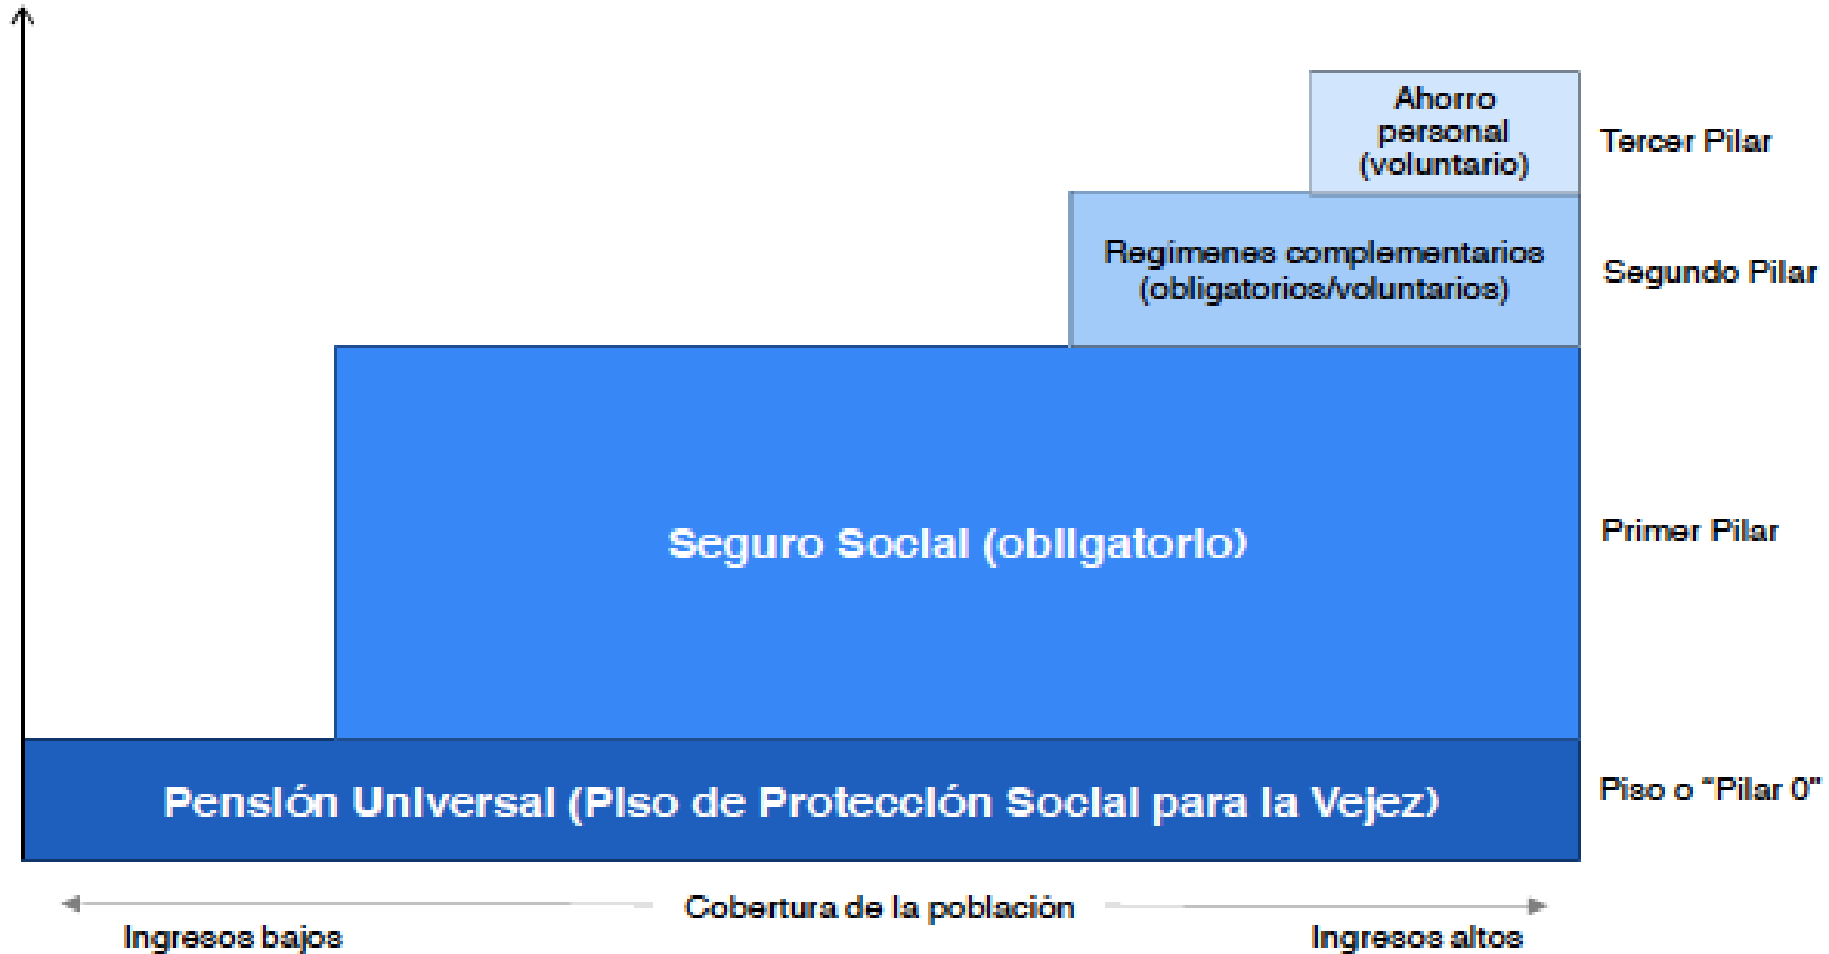 Ahorro
personal
(voluntario)
Tercer Pilar
Regímenes complementarios
(obligatorios/voluntarios)
Segundo Pilar
Seguro Social (obligatorio)
Primer Pilar
Pensión Universal (Piso de Protección Social para la Vejez)
Piso o "Pilar 0"
Cobertura de la población
Ingresos bajos
Ingresos altos